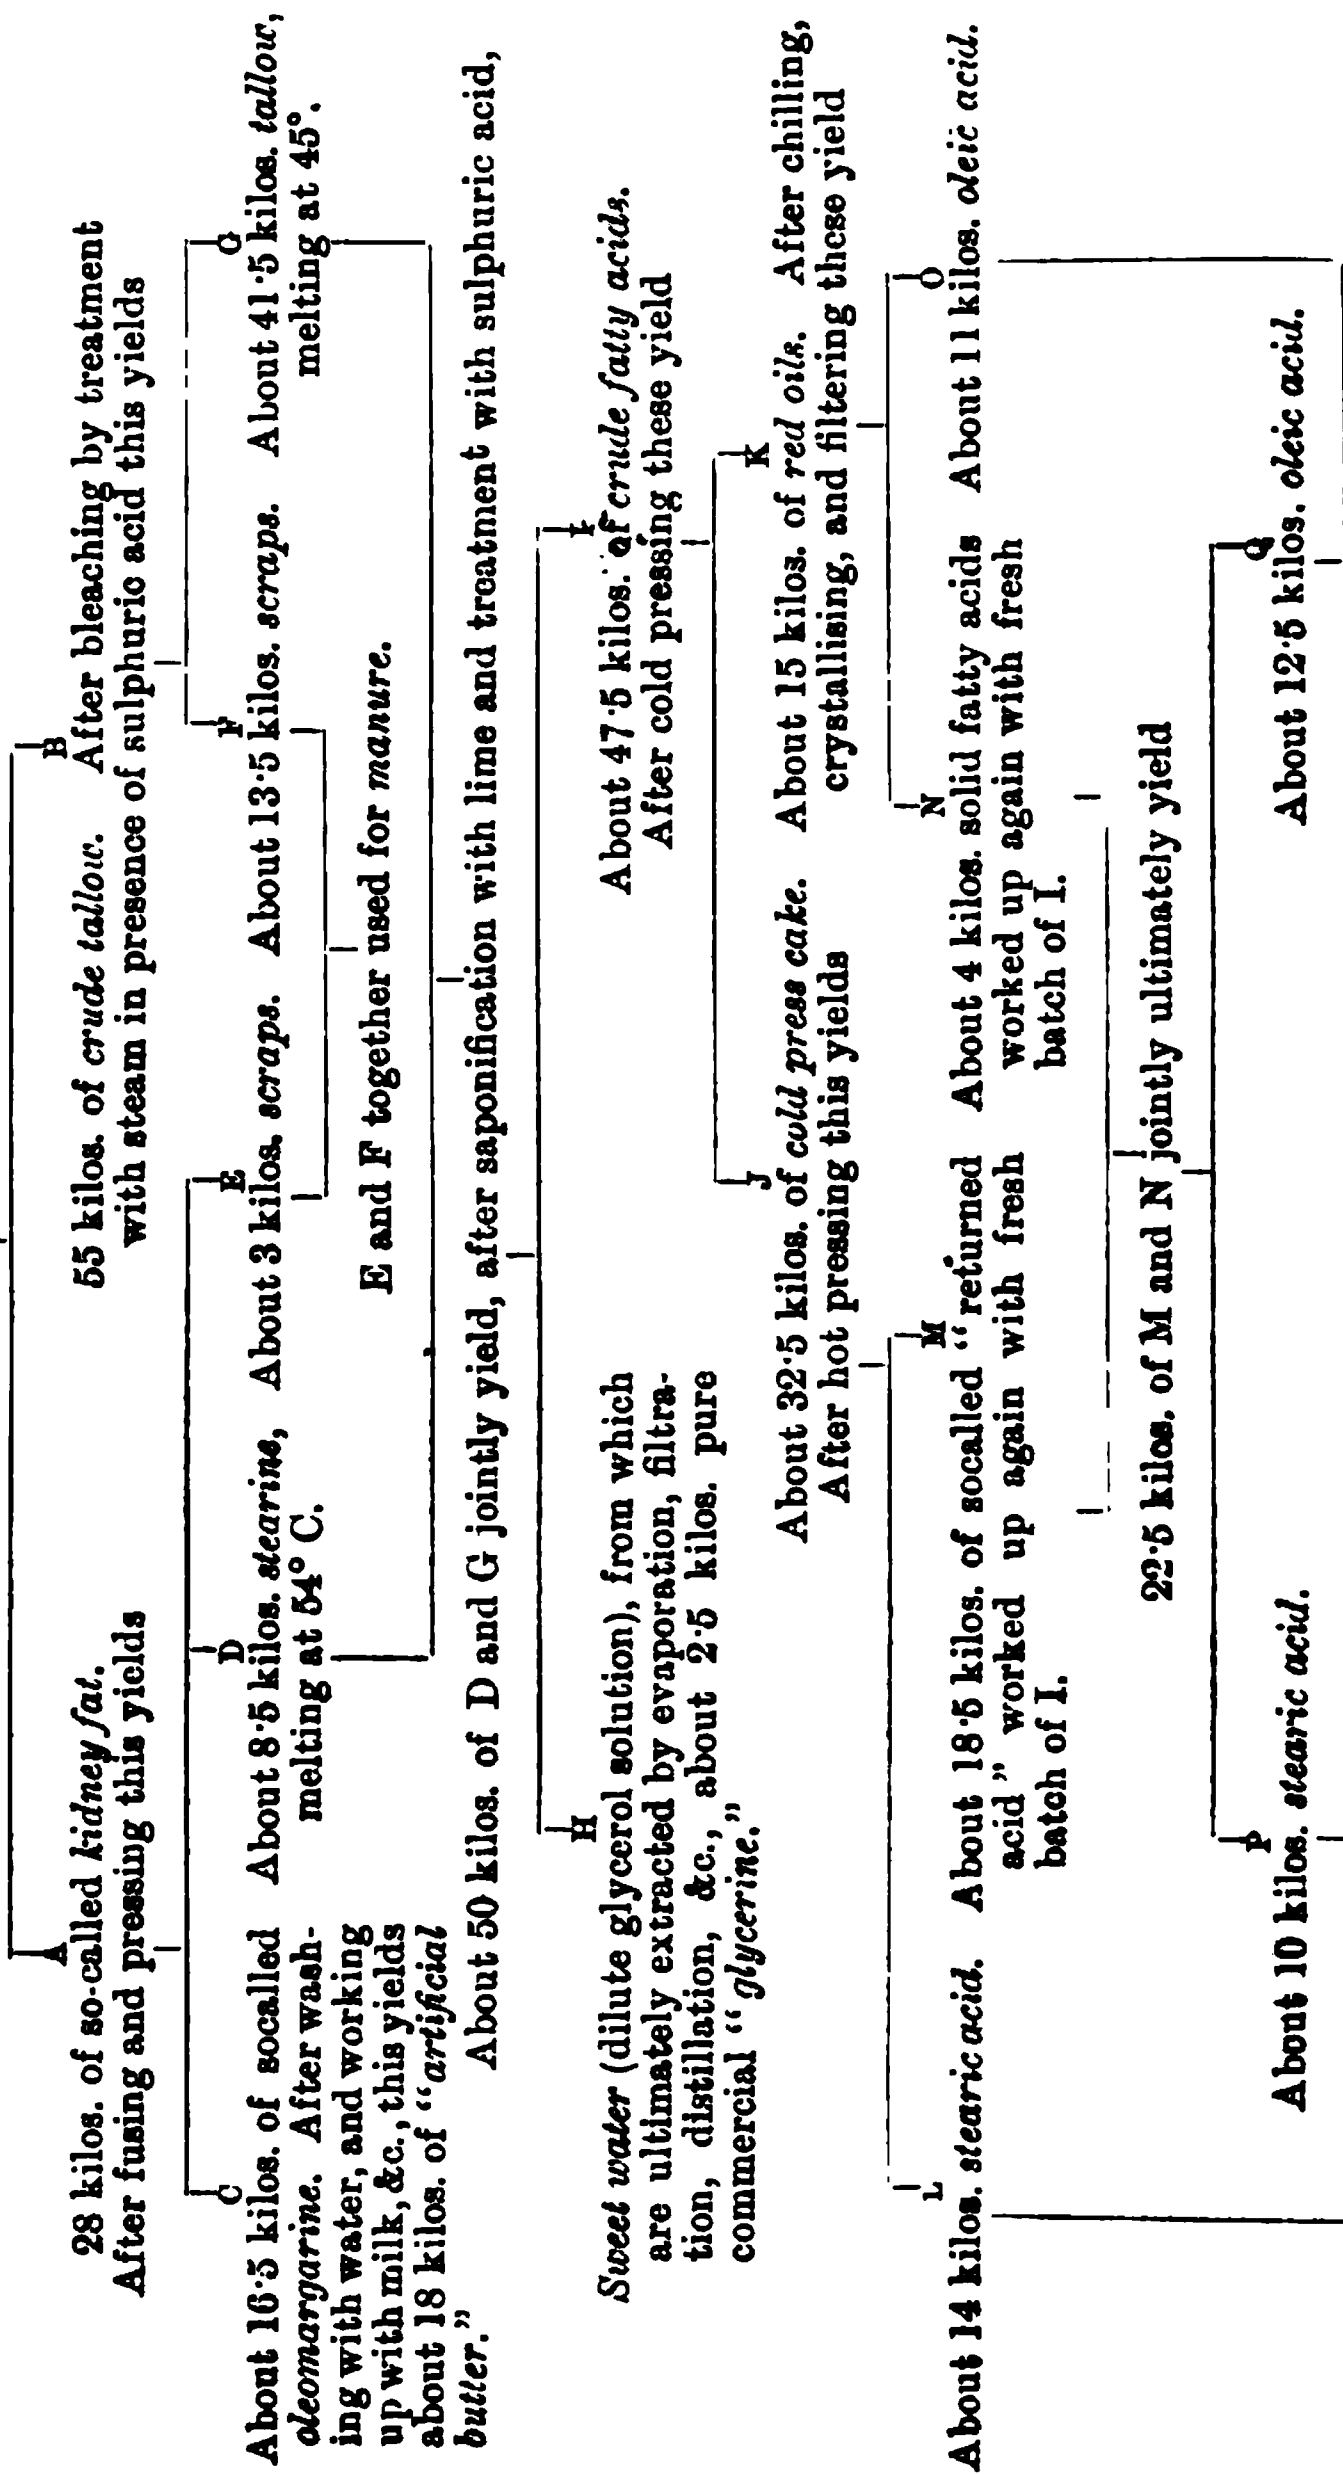 A
28 kilos. of so-called kidney fat.
After fusing and pressing this yields
B
55 kilos. of crude tallow. After bleaching by treatment
with steam in presence of sulphuric acid this yields
C
About 16·5 kilos. of socalled
oleomargarine. After wash-
ing with water, and working
up with milk, &c., this yields
about 18 kilos. of “artificial
butter.”
D
About 8·5 kilos. stearine,
melting at 54° C.
E
About 3 kilos. scraps.
F
About 13·5 kilos. scraps.
G
About 41·5 kilos. tallow,
melting at 45°.
E and F together used for manure.
About 50 kilos. of D and G jointly yield, after saponification with lime and treatment with sulphuric acid,
H
Sweet water (dilute glycerol solution), from which
are ultimately extracted by evaporation, filtra-
tion, distillation, &c., about 2·5 kilos. pure
commercial “glycerine.”
I
About 47·5 kilos. of crude fatty acids.
After cold pressing these yield
J
About 32·5 kilos. of cold press cake.
After hot pressing this yields
K
About 15 kilos. of red oils. After chilling,
crystallising, and filtering these yield
L
About 14 kilos. stearic acid.
M
About 18·5 kilos. of socalled “returned
acid” worked up again with fresh
batch of I.
N
About 4 kilos. solid fatty acids
worked up again with fresh
batch of I.
O
About 11 kilos. oleic acid.
22·5 kilos. of M and N jointly ultimately yield
P
About 10 kilos. stearic acid.
Q
About 12·5 kilos. oleic acid.